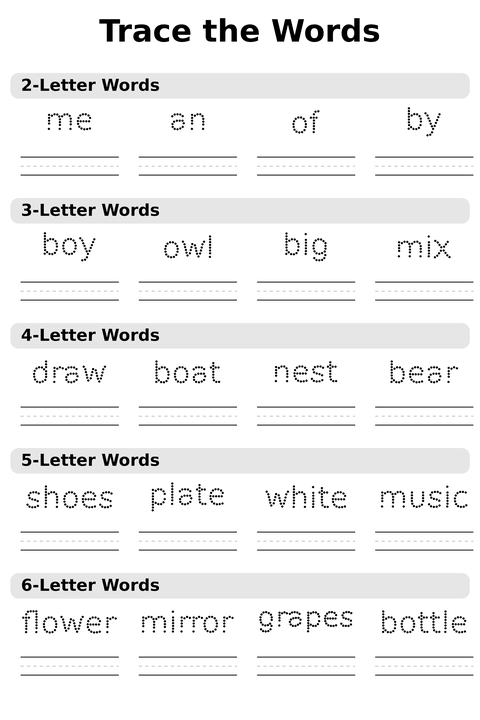 Trace the Words
2-Letter Words
me an of by
3-Letter Words
boy owl big mix
4-Letter Words
draw boat nest bear
5-Letter Words
shoes plate white music
6-Letter Words
flower mirror grapes bottle